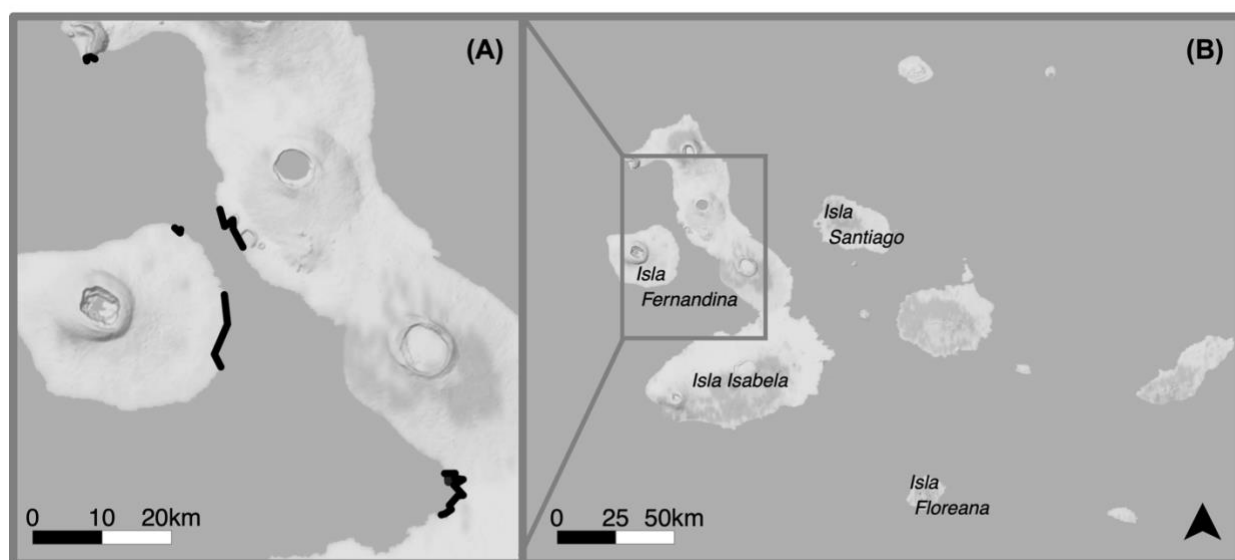 (A)
0 10 20km
(B)
Isla
Santiago
Isla
Fernandina
Isla Isabela
Isla
Floreana
0 25 50km